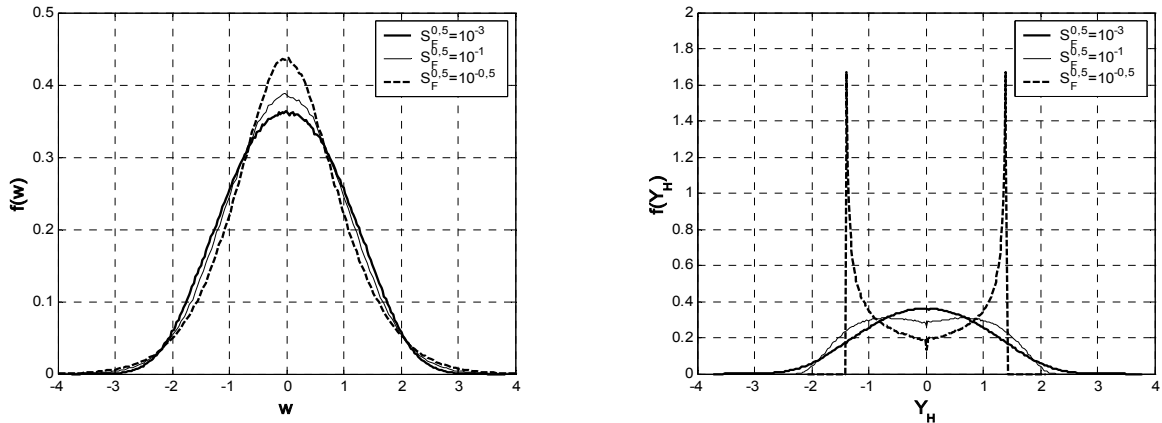 0.5
0.4
0.3
0.2
0.1
0
f(w)
-4 -3 -2 -1 0 1 2 3 4
w
S_F^0,5=10^-3
S_F^0,5=10^-1
S_F^0,5=10^-0,5
2
1.8
1.6
1.4
1.2
1
0.8
0.6
0.4
0.2
0
f(Y_H)
-4 -3 -2 -1 0 1 2 3 4
Y_H
S_F^0,5=10^-3
S_F^0,5=10^-1
S_F^0,5=10^-0,5